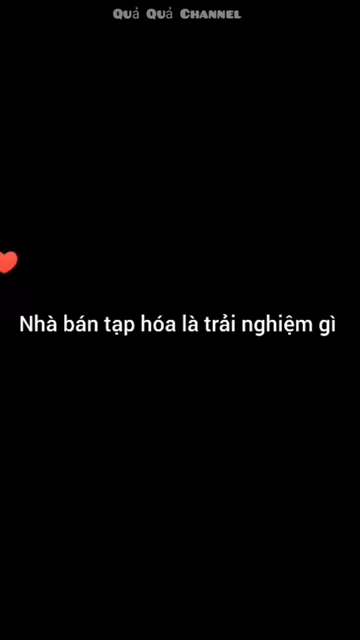 Quả Quả Channel
Nhà bán tạp hóa là trải nghiệm gì